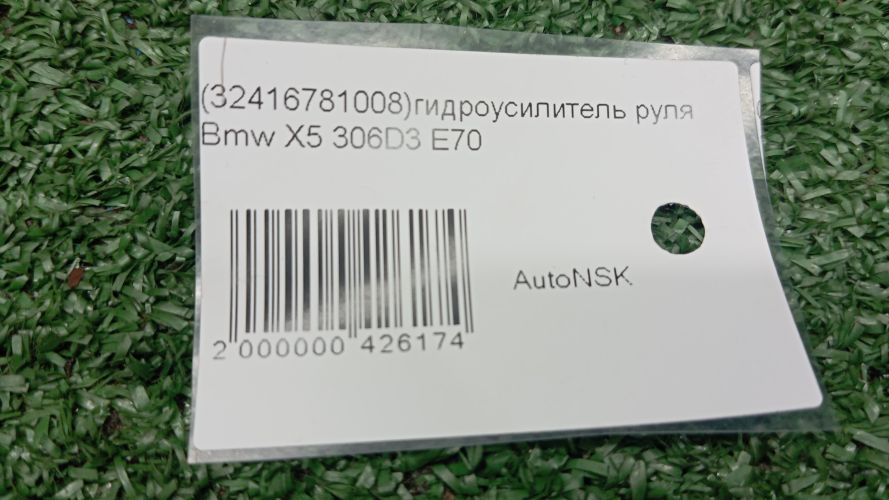 (32416781008)гидроусилитель руля
Bmw X5 306D3 E70
AutoNSK
2 000000 426174